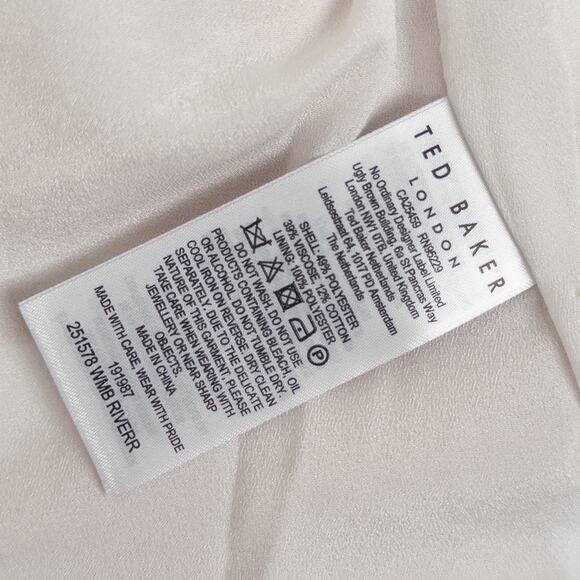 TED BAKER
LONDON
CA25459 RN95229
No Ordinary Designer Label Limited
Ugly Brown Building, 6a St Pancras Way
London NW1 0TB, United Kingdom
Ted Baker Netherlands
Leidsestraat 64, 1017 PD Amsterdam
The Netherlands
SHELL: 49% POLYESTER
39% VISCOSE, 12% COTTON
LINING: 100% POLYESTER
P
DO NOT WASH. DO NOT USE
PRODUCTS CONTAINING BLEACH, OIL
OR ALCOHOL. DO NOT TUMBLE DRY.
COOL IRON ON REVERSE. DRY CLEAN
SEPARATELY. DUE TO THE DELICATE
NATURE OF THIS GARMENT, PLEASE
TAKE CARE WHEN WEARING WITH
JEWELLERY OR NEAR SHARP
OBJECTS.
MADE IN CHINA
191987
MADE WITH CARE, WEAR WITH PRIDE
251578 WMB RIVERR